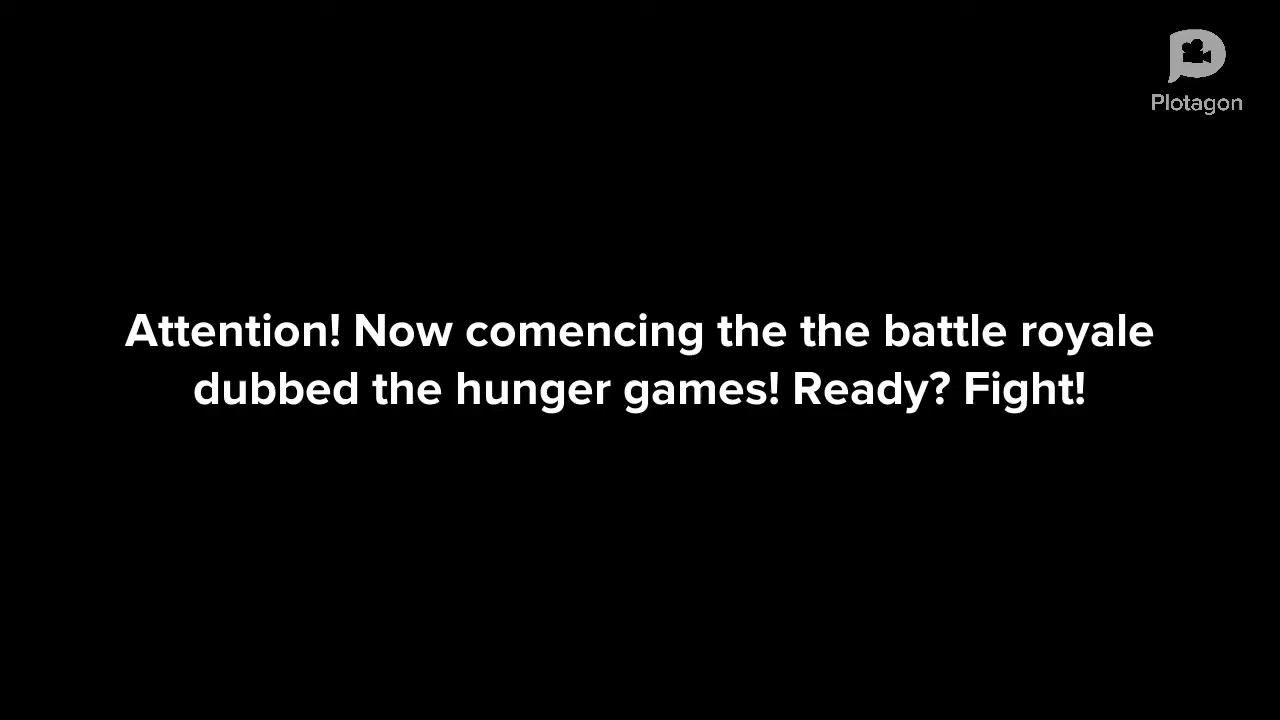 Plotagon
Attention! Now comencing the the battle royale
dubbed the hunger games! Ready? Fight!